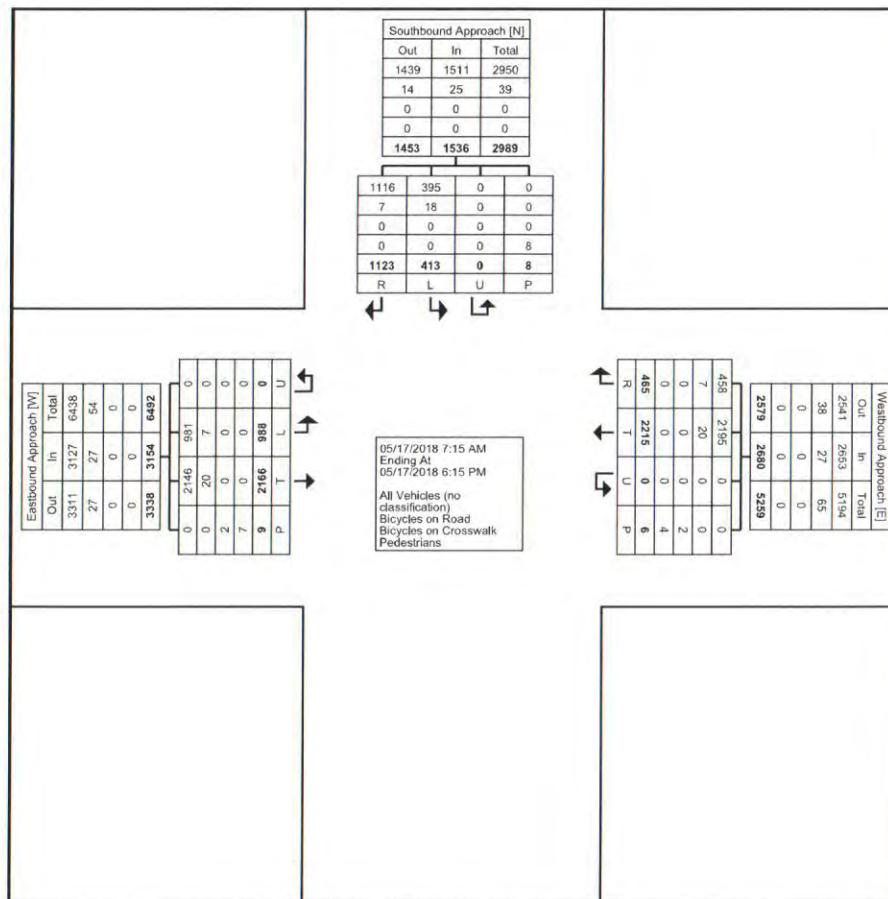 Southbound Approach [N]
Out In Total
1439 1511 2950
14 25 39
0 0 0
0 0 0
1453 1536 2989
1116 395 0 0
7 18 0 0
0 0 0 0
0 0 0 8
1123 413 0 8
R L U P
Eastbound Approach [W]
Out In Total
3311 3127 6438
27 27 54
0 0 0
0 0 0
3338 3154 6492
0 981 2146 0
0 7 20 0
0 0 0 2
0 0 0 7
0 988 2166 9
U L T P
05/17/2018 7:15 AM
Ending At
05/17/2018 6:15 PM
All Vehicles (no
classification)
Bicycles on Road
Bicycles on Crosswalk
Pedestrians
Westbound Approach [E]
Out In Total
2541 2653 5194
38 27 65
0 0 0
0 0 0
2579 2680 5259
458 2195 0 0
7 20 0 0
0 0 0 2
0 0 0 4
465 2215 0 6
R T U P